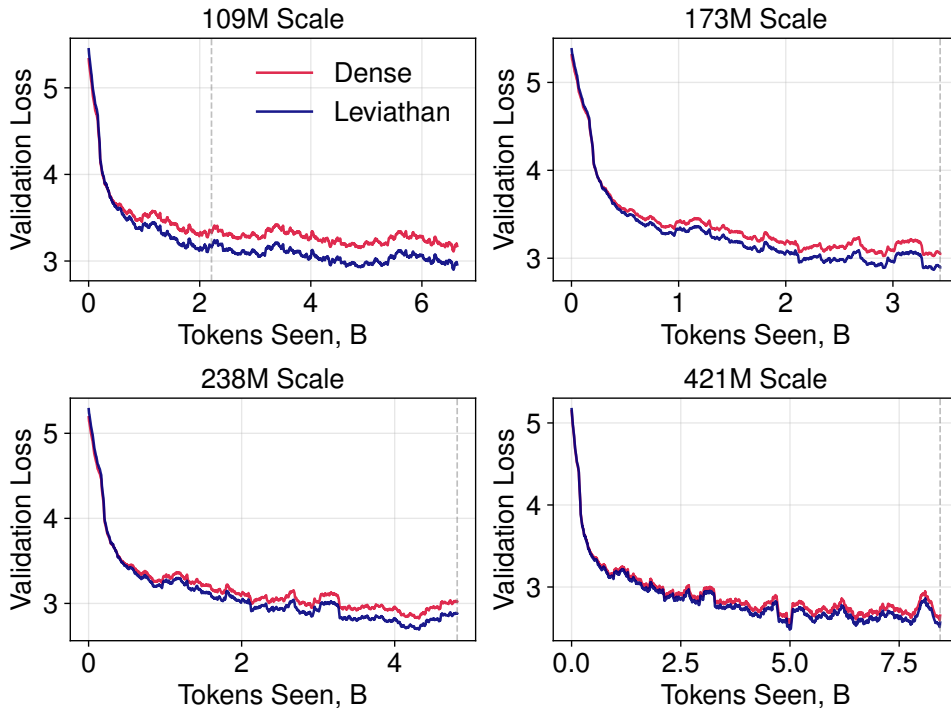 109M Scale
Validation Loss
5
4
3
Dense
Leviathan
0
2
4
6
Tokens Seen, B
173M Scale
Validation Loss
5
4
3
0
1
2
3
Tokens Seen, B
238M Scale
Validation Loss
5
4
3
0
2
4
Tokens Seen, B
421M Scale
Validation Loss
5
4
3
0.0
2.5
5.0
7.5
Tokens Seen, B